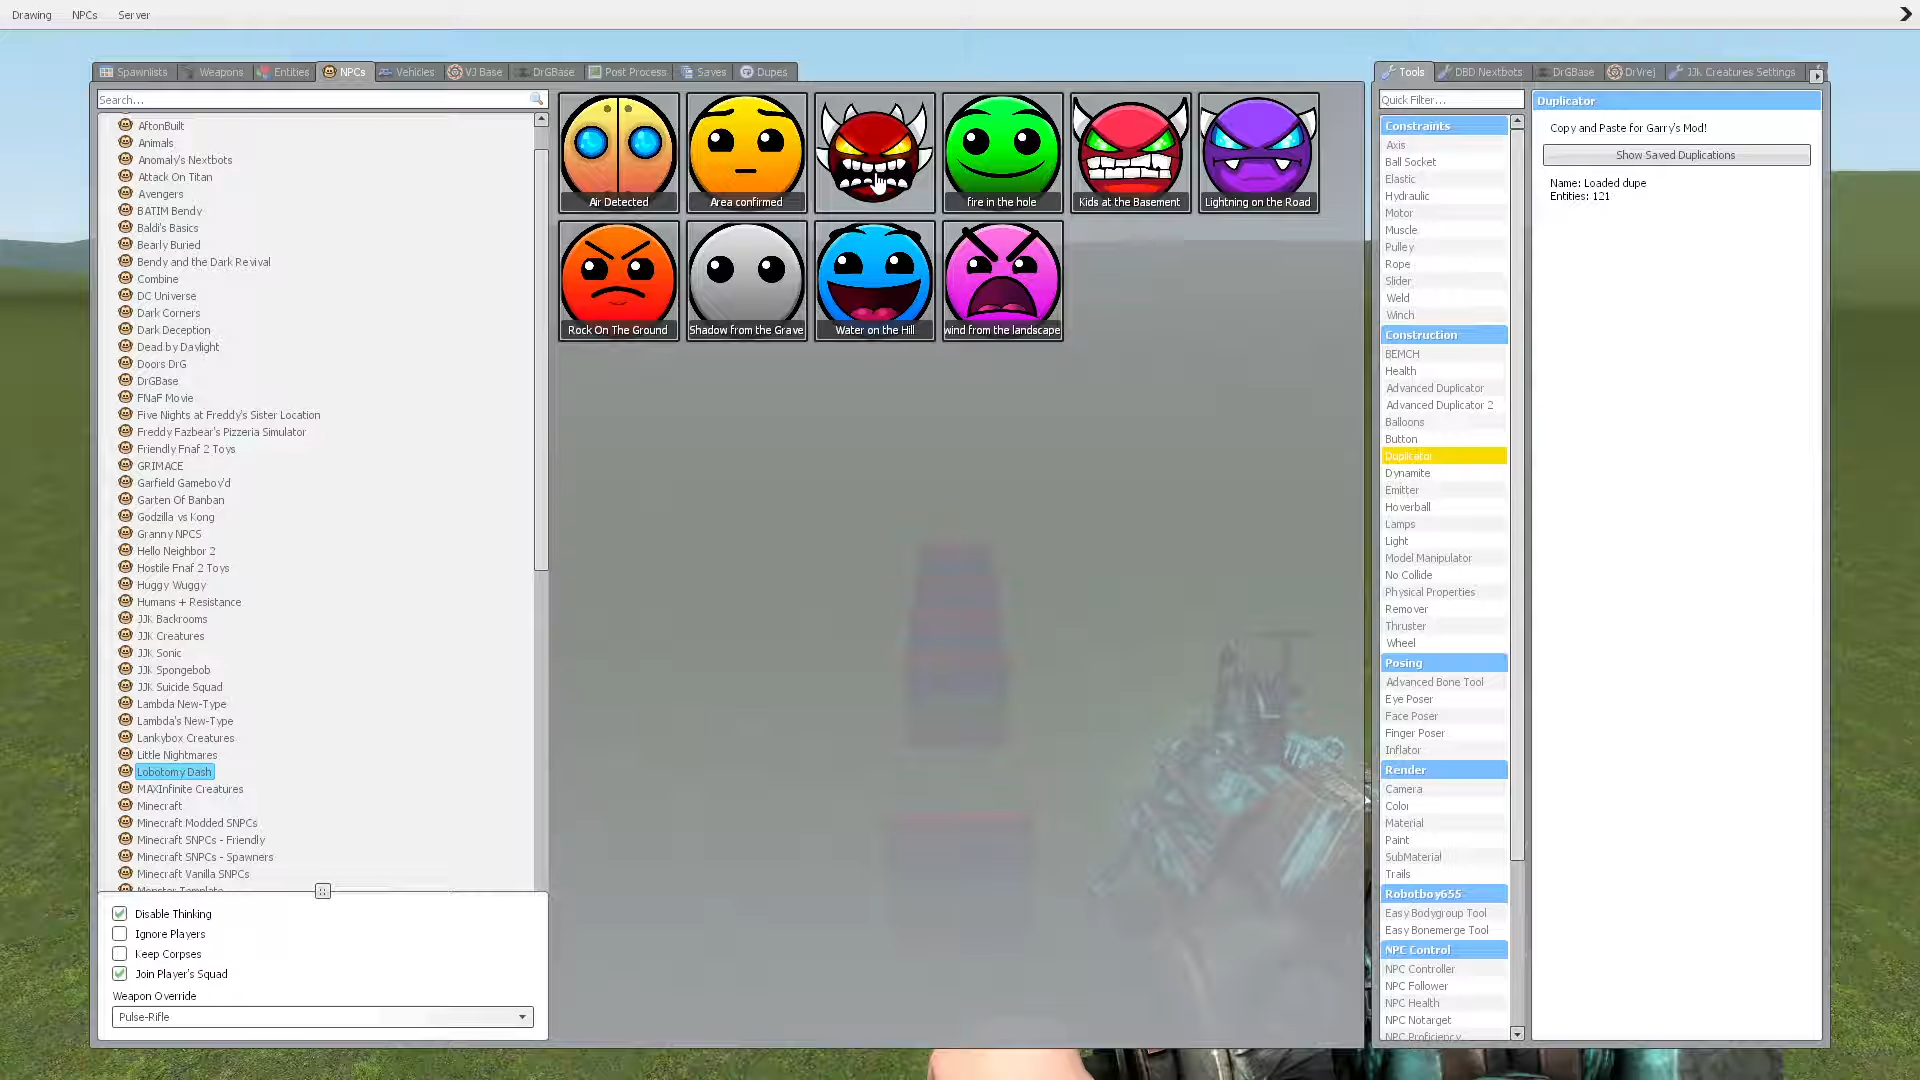 Drawing NPCs Server
Spawnlists Weapons Entities NPCs Vehicles VJ Base DrGBase Post Process Saves Dupes
Search...
AftonBuilt
Animals
Anomaly's Nextbots
Attack On Titan
Avengers
BATIM Bendy
Baldi's Basics
Bearly Buried
Bendy and the Dark Revival
Combine
DC Universe
Dark Corners
Dark Deception
Dead by Daylight
Doors DrG
DrGBase
FNaF Movie
Five Nights at Freddy's Sister Location
Freddy Fazbear's Pizzeria Simulator
Friendly Fnaf 2 Toys
GRIMACE
Garfield Gameboy'd
Garten Of Banban
Godzilla vs Kong
Granny NPCS
Hello Neighbor 2
Hostile Fnaf 2 Toys
Huggy Wuggy
Humans + Resistance
JJK Backrooms
JJK Creatures
JJK Sonic
JJK Spongebob
JJK Suicide Squad
Lambda New-Type
Lambda's New-Type
Lankybox Creatures
Little Nightmares
Lobotomy Dash
MAXInfinite Creatures
Minecraft
Minecraft Modded SNPCs
Minecraft SNPCs - Friendly
Minecraft SNPCs - Spawners
Minecraft Vanilla SNPCs
Monster Template
Disable Thinking
Ignore Players
Keep Corpses
Join Player's Squad
Weapon Override
Pulse-Rifle
Air Detected
Area confirmed
fire in the hole
Kids at the Basement
Lightning on the Road
Rock On The Ground
Shadow from the Grave
Water on the Hill
wind from the landscape
Tools DBD Nextbots DrGBase DrVrej JJk Creatures Settings
Quick Filter...
Constraints
Axis
Ball Socket
Elastic
Hydraulic
Motor
Muscle
Pulley
Rope
Slider
Weld
Winch
Construction
BEMCH
Health
Advanced Duplicator
Advanced Duplicator 2
Balloons
Button
Duplicator
Dynamite
Emitter
Hoverball
Lamps
Light
Model Manipulator
No Collide
Physical Properties
Remover
Thruster
Wheel
Posing
Advanced Bone Tool
Eye Poser
Face Poser
Finger Poser
Inflator
Render
Camera
Color
Material
Paint
SubMaterial
Trails
Robotboy655
Easy Bodygroup Tool
Easy Bonemerge Tool
NPC Control
NPC Controller
NPC Follower
NPC Health
NPC Notarget
NPC Proficiency
Duplicator
Copy and Paste for Garry's Mod!
Show Saved Duplications
Name: Loaded dupe
Entities: 121